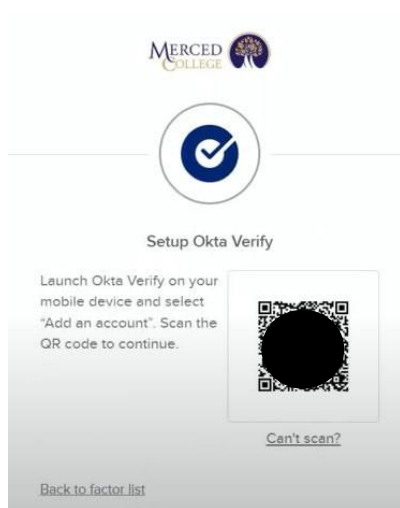 MERCED
COLLEGE
Setup Okta Verify
Launch Okta Verify on your
mobile device and select
“Add an account”. Scan the
QR code to continue.
Can't scan?
Back to factor list